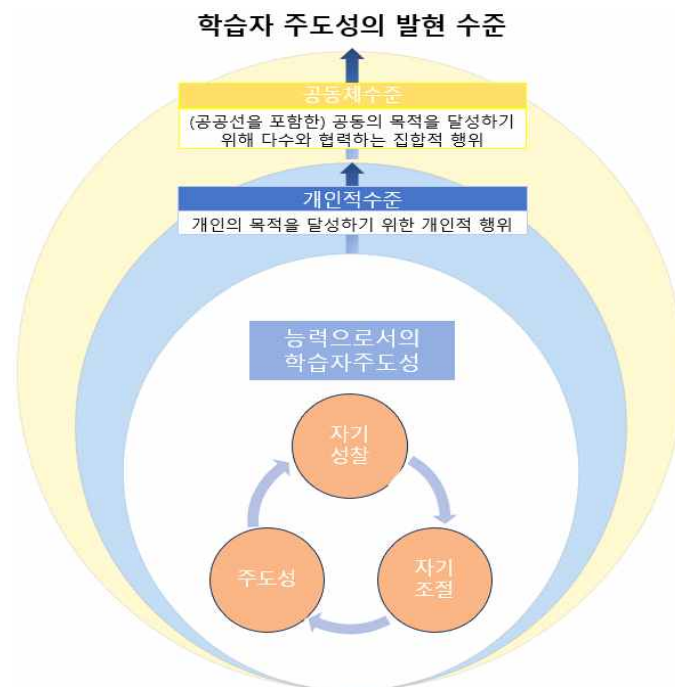 학습자 주도성의 발현 수준
공동체수준
(공공선을 포함한) 공동의 목적을 달성하기
위해 다수와 협력하는 집합적 행위
개인적수준
개인의 목적을 달성하기 위한 개인적 행위
능력으로서의
학습자주도성
자기
성찰
주도성
자기
조절